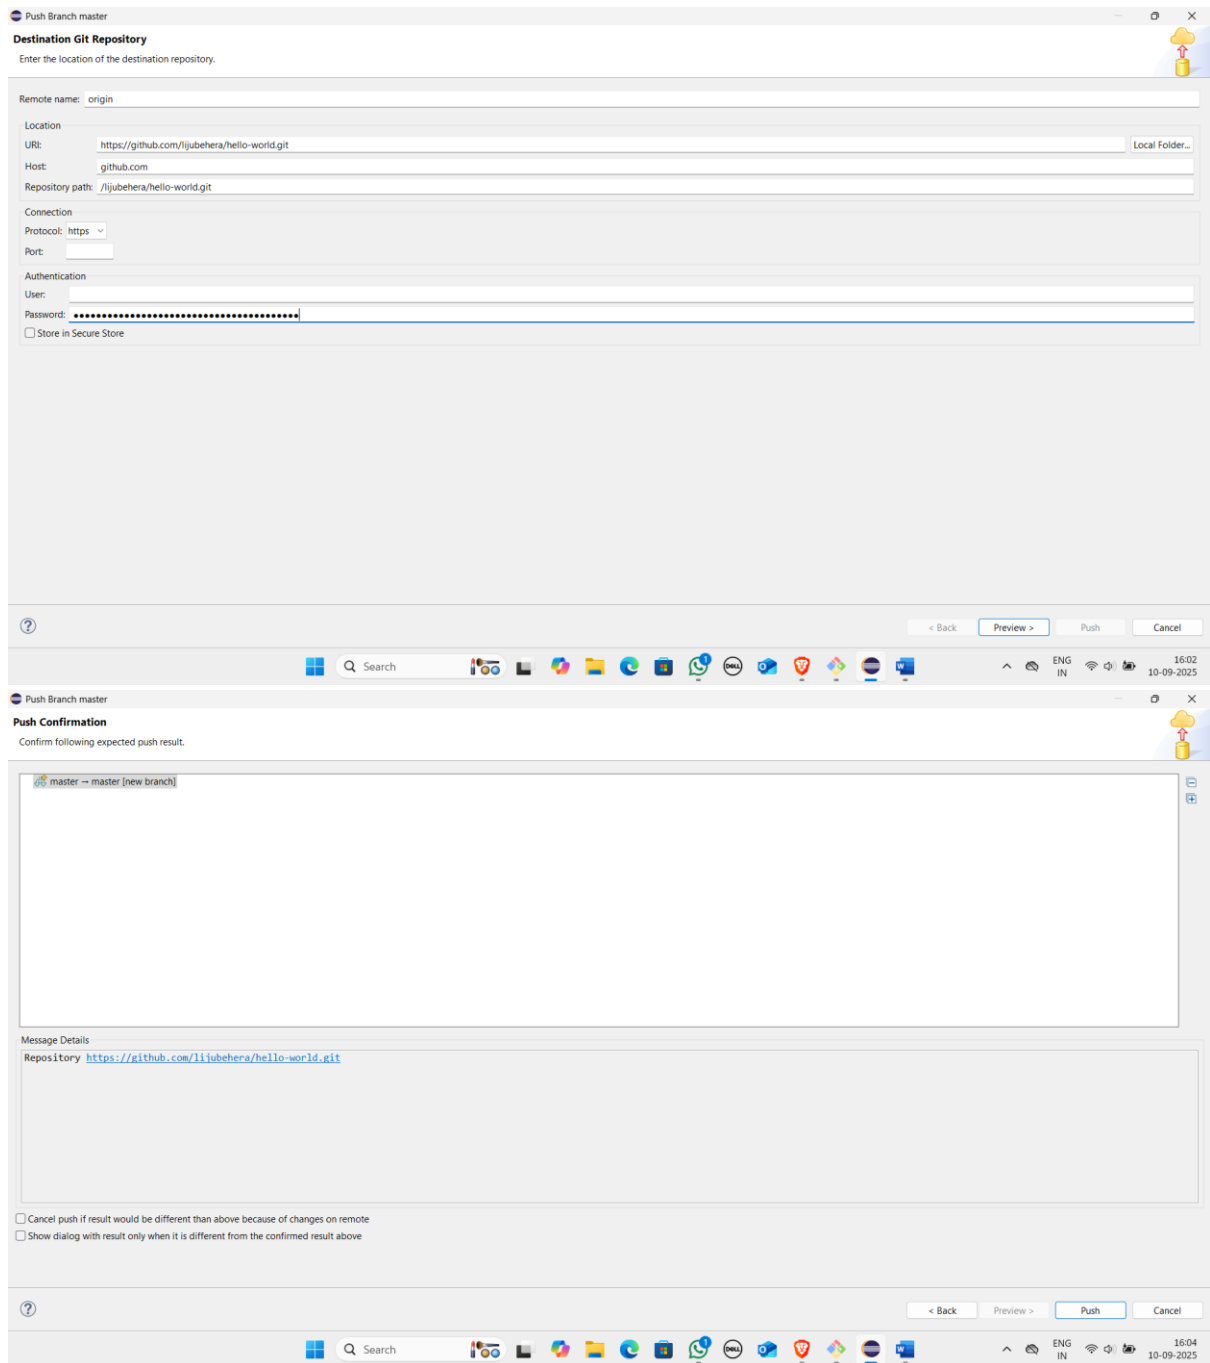 Push Branch master
Destination Git Repository
Enter the location of the destination repository.
Remote name: origin
Location
URI: https://github.com/lijubehera/hello-world.git Local Folder...
Host: github.com
Repository path: /lijubehera/hello-world.git
Connection
Protocol: https
Port:
Authentication
User:
Password: ●●●●●●●●●●●●●●●●●●●●●●●●●●●●●●●●●●●●●●●●
Store in Secure Store
< Back Preview > Push Cancel
Search DELL 1 ENG IN 16:02 10-09-2025
Push Branch master
Push Confirmation
Confirm following expected push result.
master → master [new branch]
Message Details
Repository https://github.com/lijubehera/hello-world.git
Cancel push if result would be different than above because of changes on remote
Show dialog with result only when it is different from the confirmed result above
< Back Preview > Push Cancel
Search DELL 1 ENG IN 16:04 10-09-2025